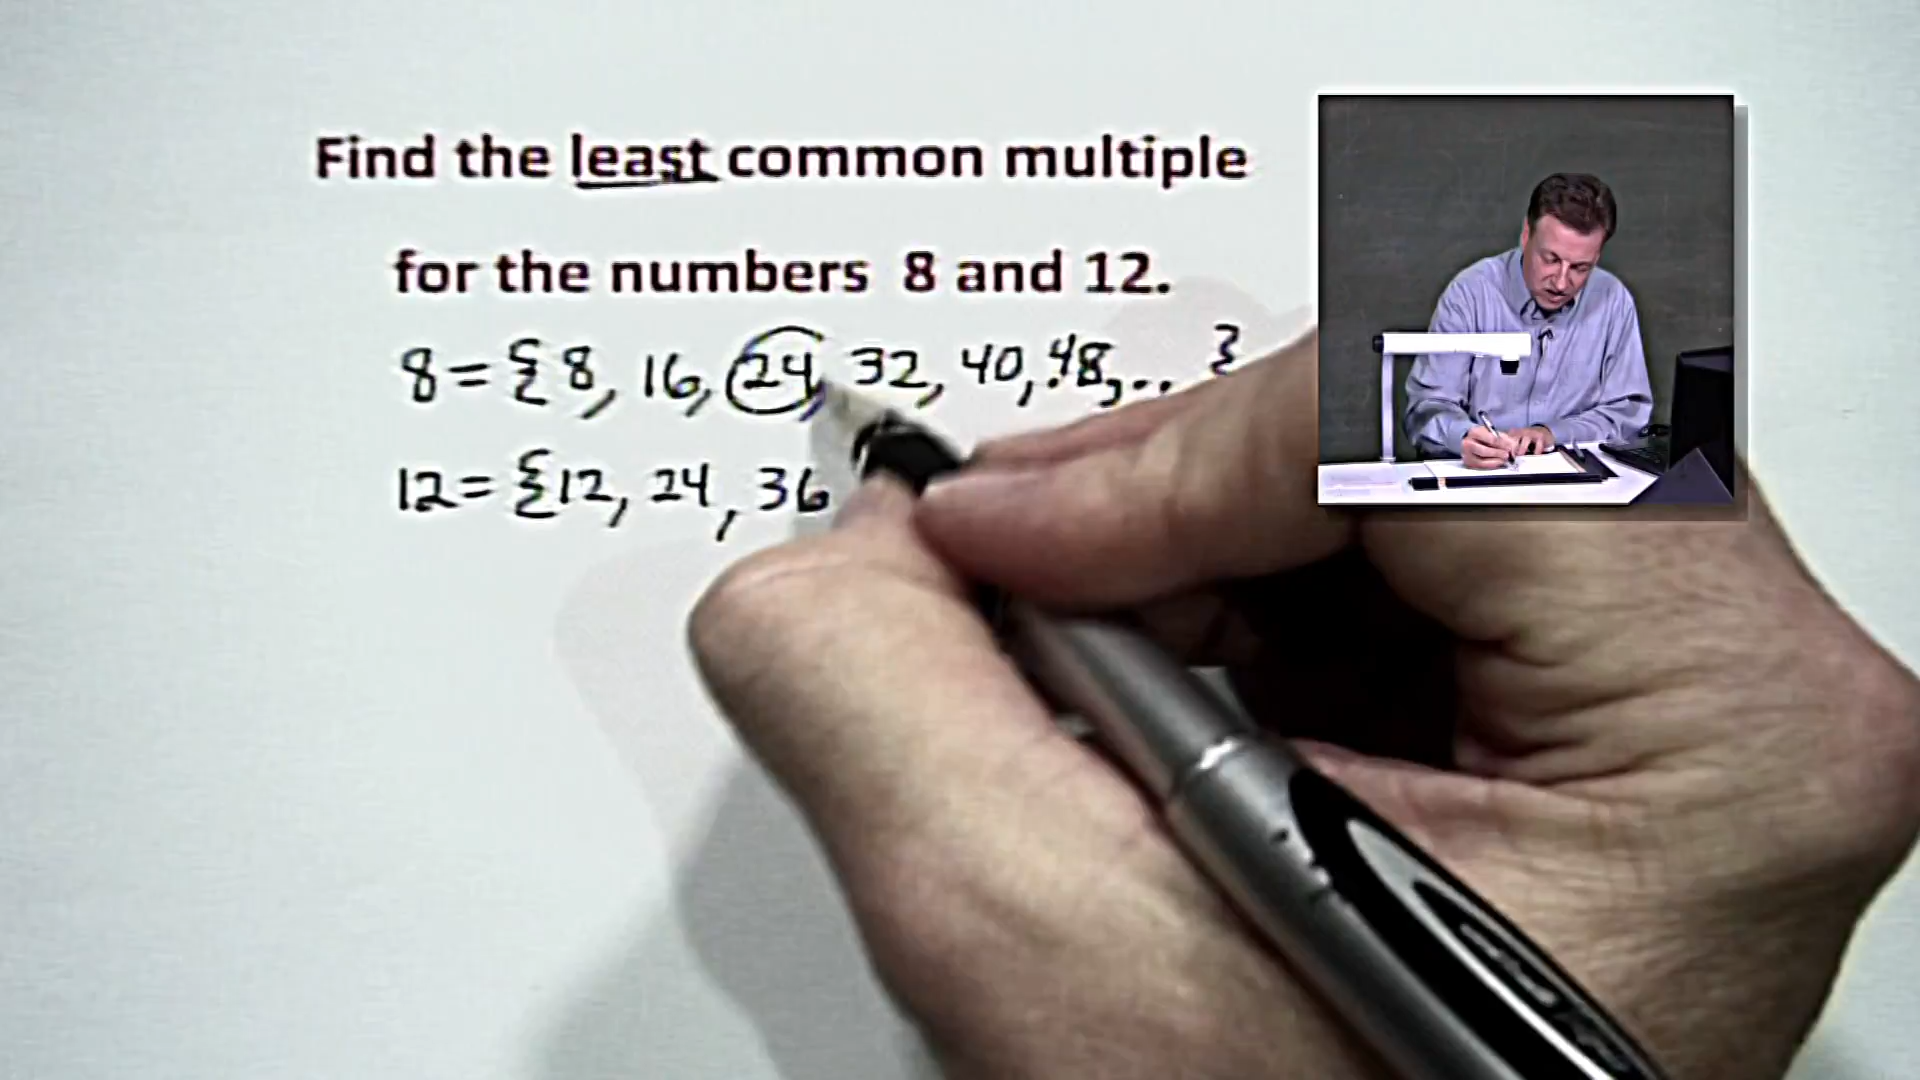 Find the least common multiple
for the numbers 8 and 12.
8 = {8, 16, 24, 32, 40, 48, ... }
12 = {12, 24, 36